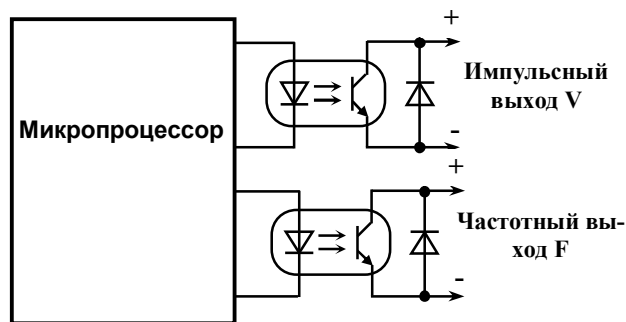 +
Импульсный
выход V
Микропроцессор
-
+
Частотный вы-
ход F
-